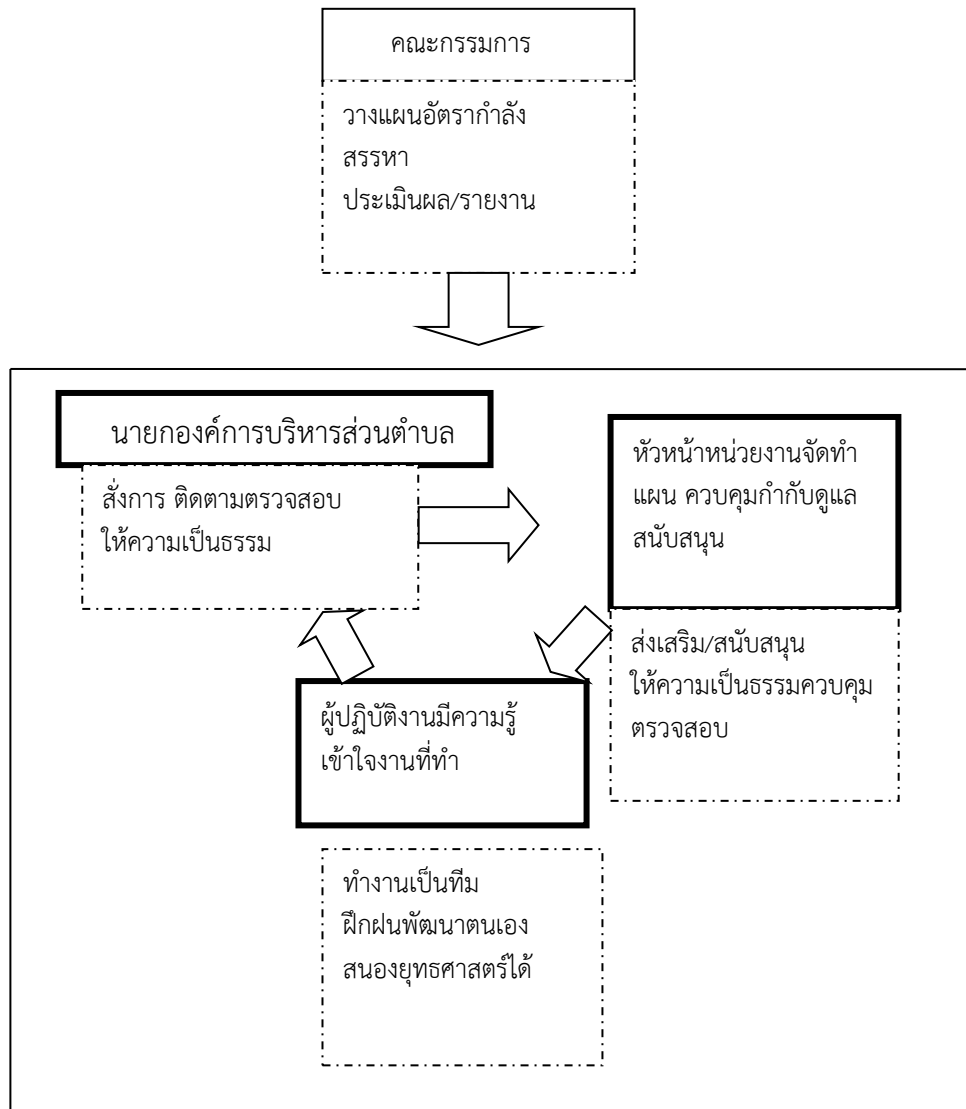 คณะกรรมการ
วางแผนอัตรากำลัง
สรรหา
ประเมินผล/รายงาน
นายกองค์การบริหารส่วนตำบล
สั่งการ ติดตามตรวจสอบ
ให้ความเป็นธรรม
หัวหน้าหน่วยงานจัดทำ
แผน ควบคุมกำกับดูแล
สนับสนุน
ส่งเสริม/สนับสนุน
ให้ความเป็นธรรมควบคุม
ตรวจสอบ
ผู้ปฏิบัติงานมีความรู้
เข้าใจงานที่ทำ
ทำงานเป็นทีม
ฝึกฝนพัฒนาตนเอง
สนองยุทธศาสตร์ได้